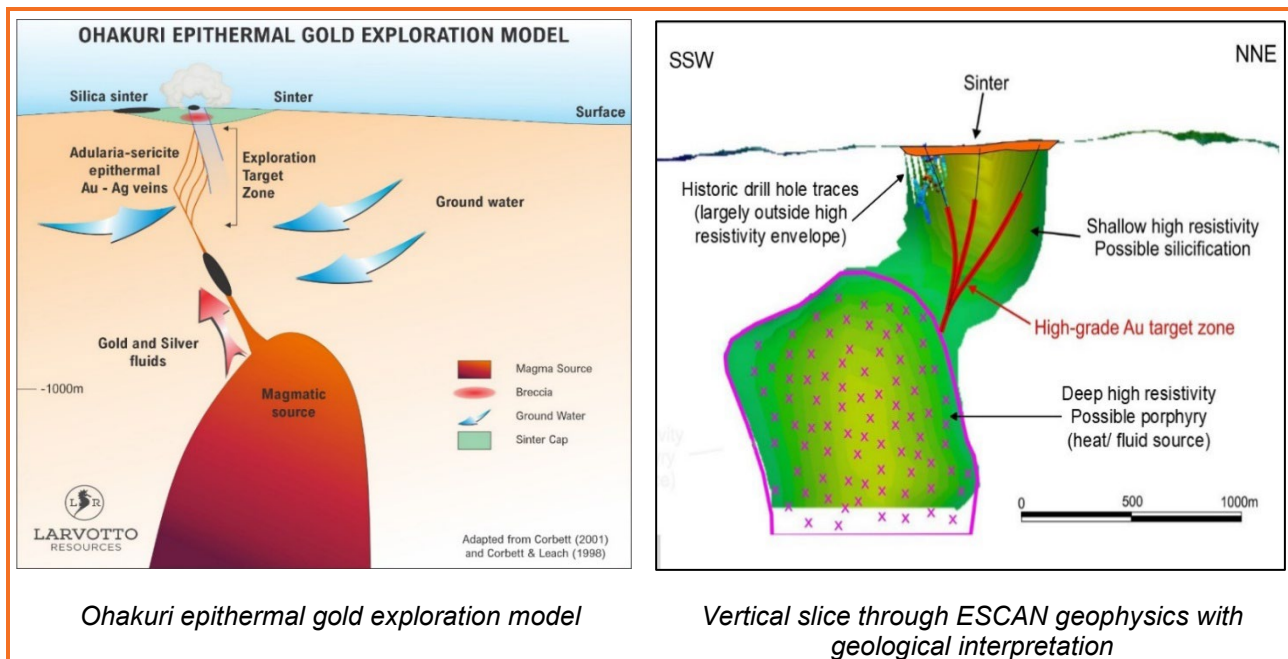 OHAKURI EPITHERMAL GOLD EXPLORATION MODEL
Silica sinter
Sinter
Surface
Adularia-sericite
epithermal
Au - Ag veins
Exploration
Target
Zone
Ground water
Gold and Silver
fluids
-1000m
Magmatic
source
Magma Source
Breccia
Ground Water
Sinter Cap
L R
LARVOTTO
RESOURCES
Adapted from Corbett (2001)
and Corbett & Leach (1998)
Ohakuri epithermal gold exploration model
SSW
NNE
Sinter
Historic drill hole traces
(largely outside high
resistivity envelope)
Shallow high resistivity
Possible silicification
High-grade Au target zone
Deep high resistivity
Possible porphyry
(heat/ fluid source)
0 500 1000m
Vertical slice through ESCAN geophysics with
geological interpretation